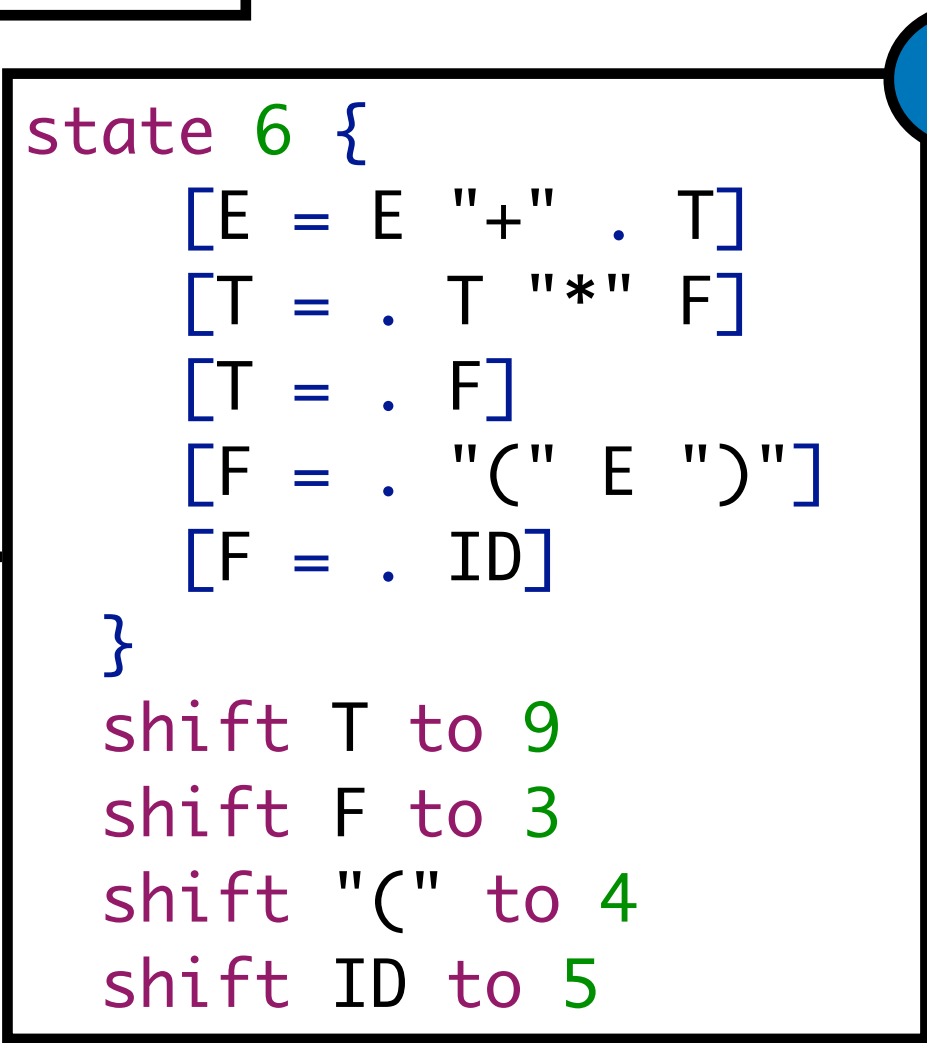 state 6 {
[E = E "+" . T]
[T = . T "*" F]
[T = . F]
[F = . "(" E ")"]
[F = . ID]
}
shift T to 9
shift F to 3
shift "(" to 4
shift ID to 5